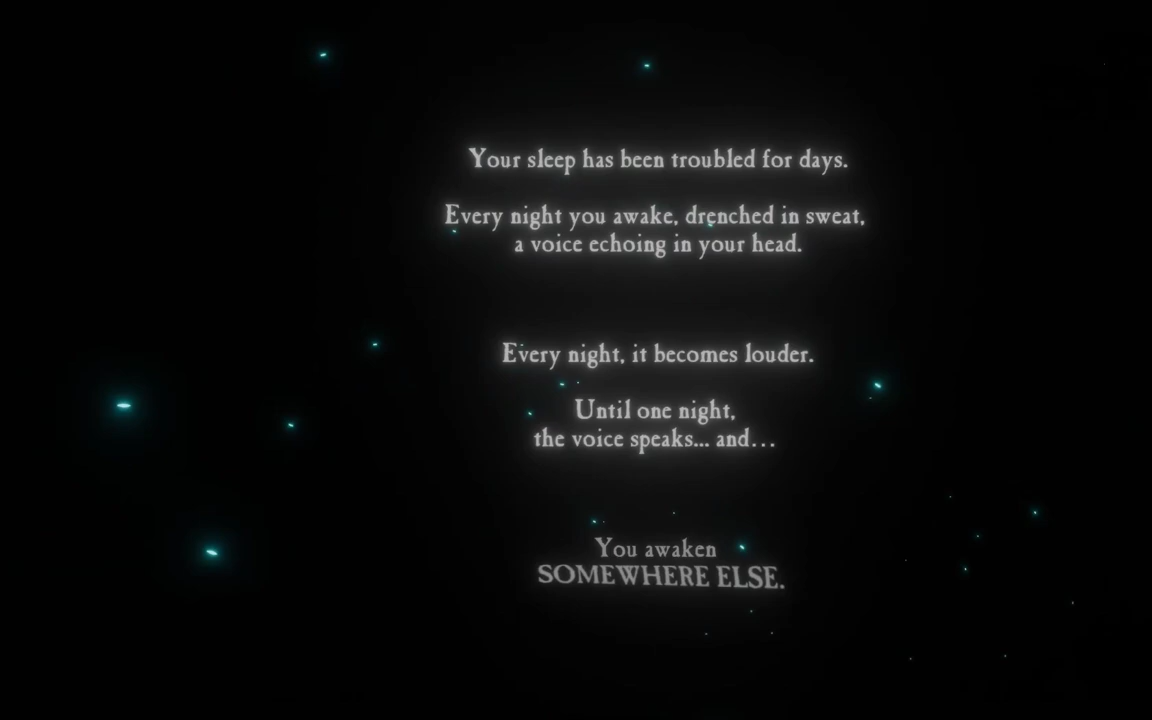 Your sleep has been troubled for days.
Every night you awake, drenched in sweat,
a voice echoing in your head.
Every night, it becomes louder.
Until one night,
the voice speaks... and...
You awaken
SOMEWHERE ELSE.